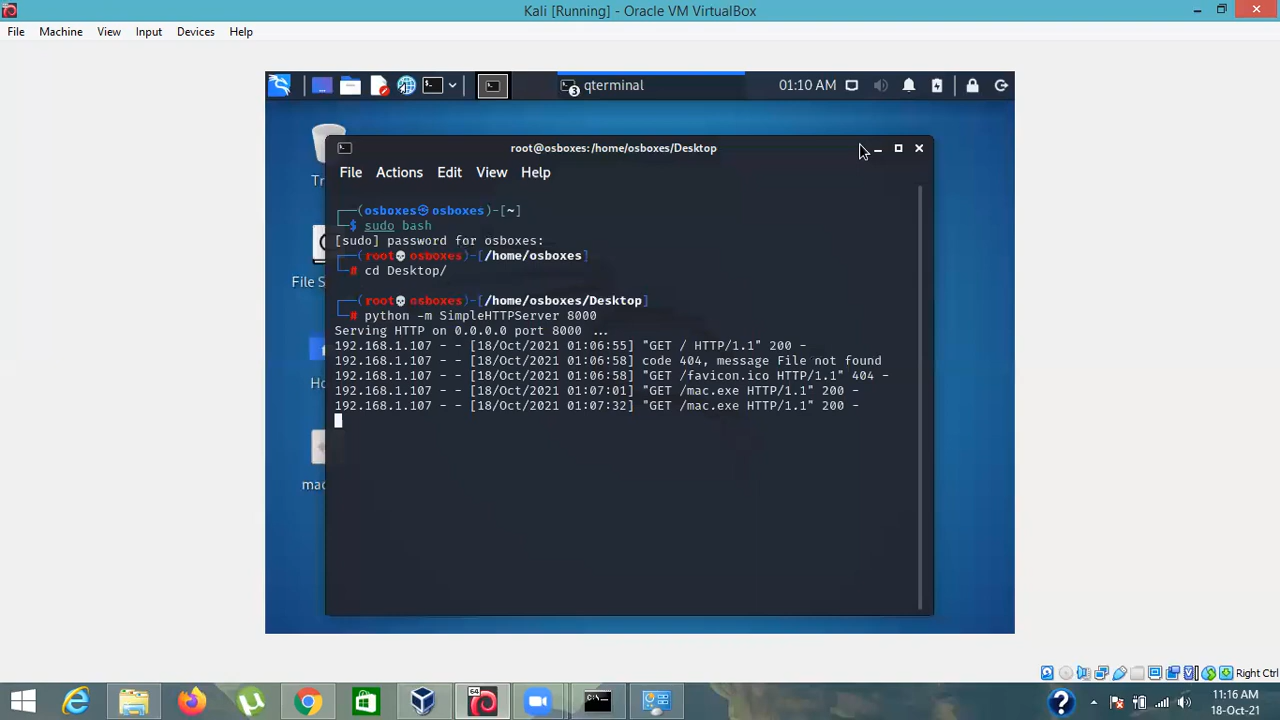 Kali [Running] - Oracle VM VirtualBox
File Machine View Input Devices Help
qterminal
3
01:10 AM
root@osboxes:/home/osboxes/Desktop
File Actions Edit View Help
(osboxes㉿osboxes)-[~]
$ sudo bash
[sudo] password for osboxes:
(root💀osboxes)-[/home/osboxes]
# cd Desktop/
(root💀osboxes)-[/home/osboxes/Desktop]
# python -m SimpleHTTPServer 8000
Serving HTTP on 0.0.0.0 port 8000 ...
192.168.1.107 - - [18/Oct/2021 01:06:55] "GET / HTTP/1.1" 200 -
192.168.1.107 - - [18/Oct/2021 01:06:58] code 404, message File not found
192.168.1.107 - - [18/Oct/2021 01:06:58] "GET /favicon.ico HTTP/1.1" 404 -
192.168.1.107 - - [18/Oct/2021 01:07:01] "GET /mac.exe HTTP/1.1" 200 -
192.168.1.107 - - [18/Oct/2021 01:07:32] "GET /mac.exe HTTP/1.1" 200 -
Tr
File S
Ho
mac
Right Ctrl
64
11:16 AM
18-Oct-21